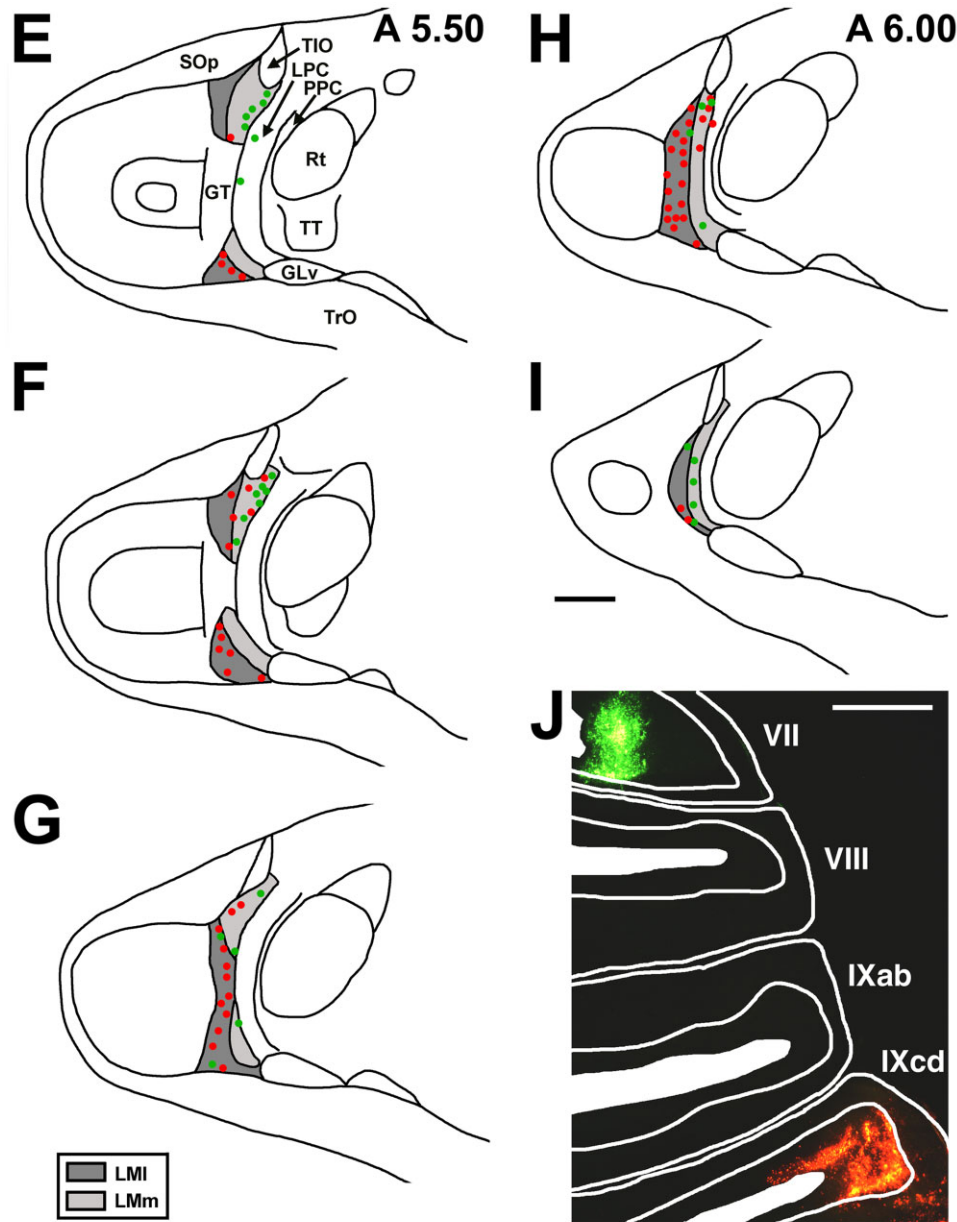 E
A 5.50
SOp
TIO
LPC
PPC
Rt
GT
TT
GLv
TrO
H
A 6.00
F
I
G
LMl
LMm
J
VII
VIII
IXab
IXcd